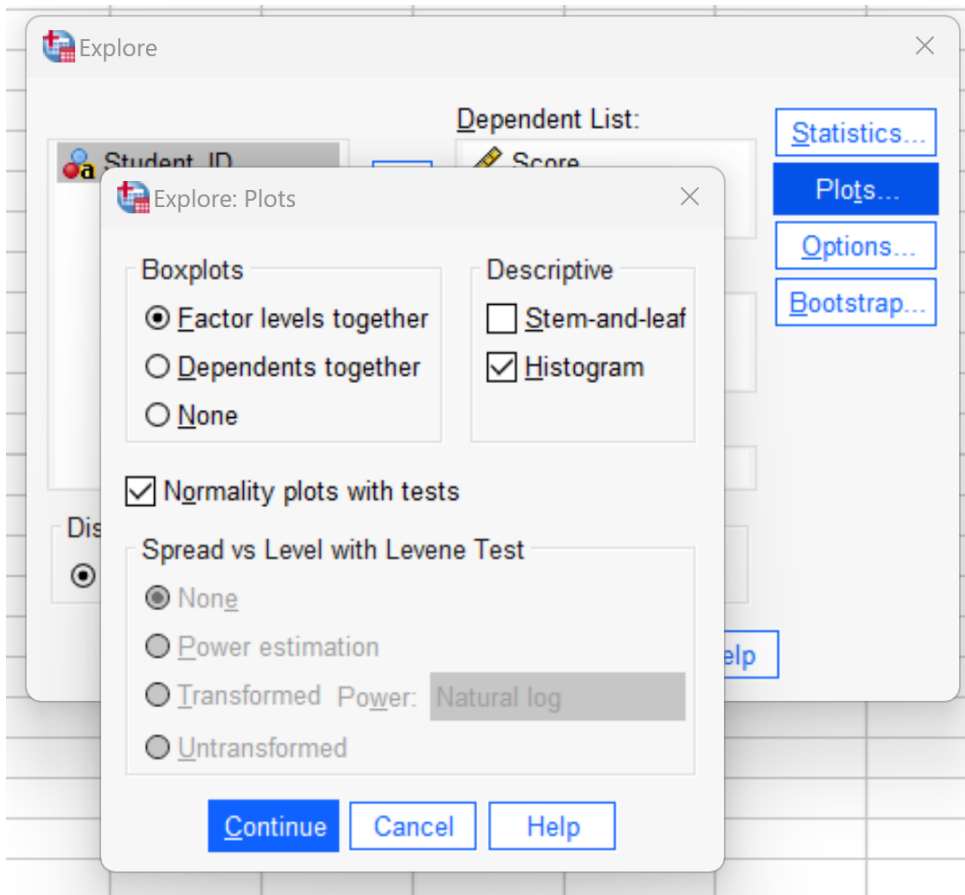 Explore
Dependent List:
Student_ID
Score
Statistics...
Plots...
Options...
Bootstrap...
Explore: Plots
Boxplots
Factor levels together
Dependents together
None
Descriptive
Stem-and-leaf
Histogram
Normality plots with tests
Spread vs Level with Levene Test
None
Power estimation
Transformed Power: Natural log
Untransformed
Continue Cancel Help
Dis
elp